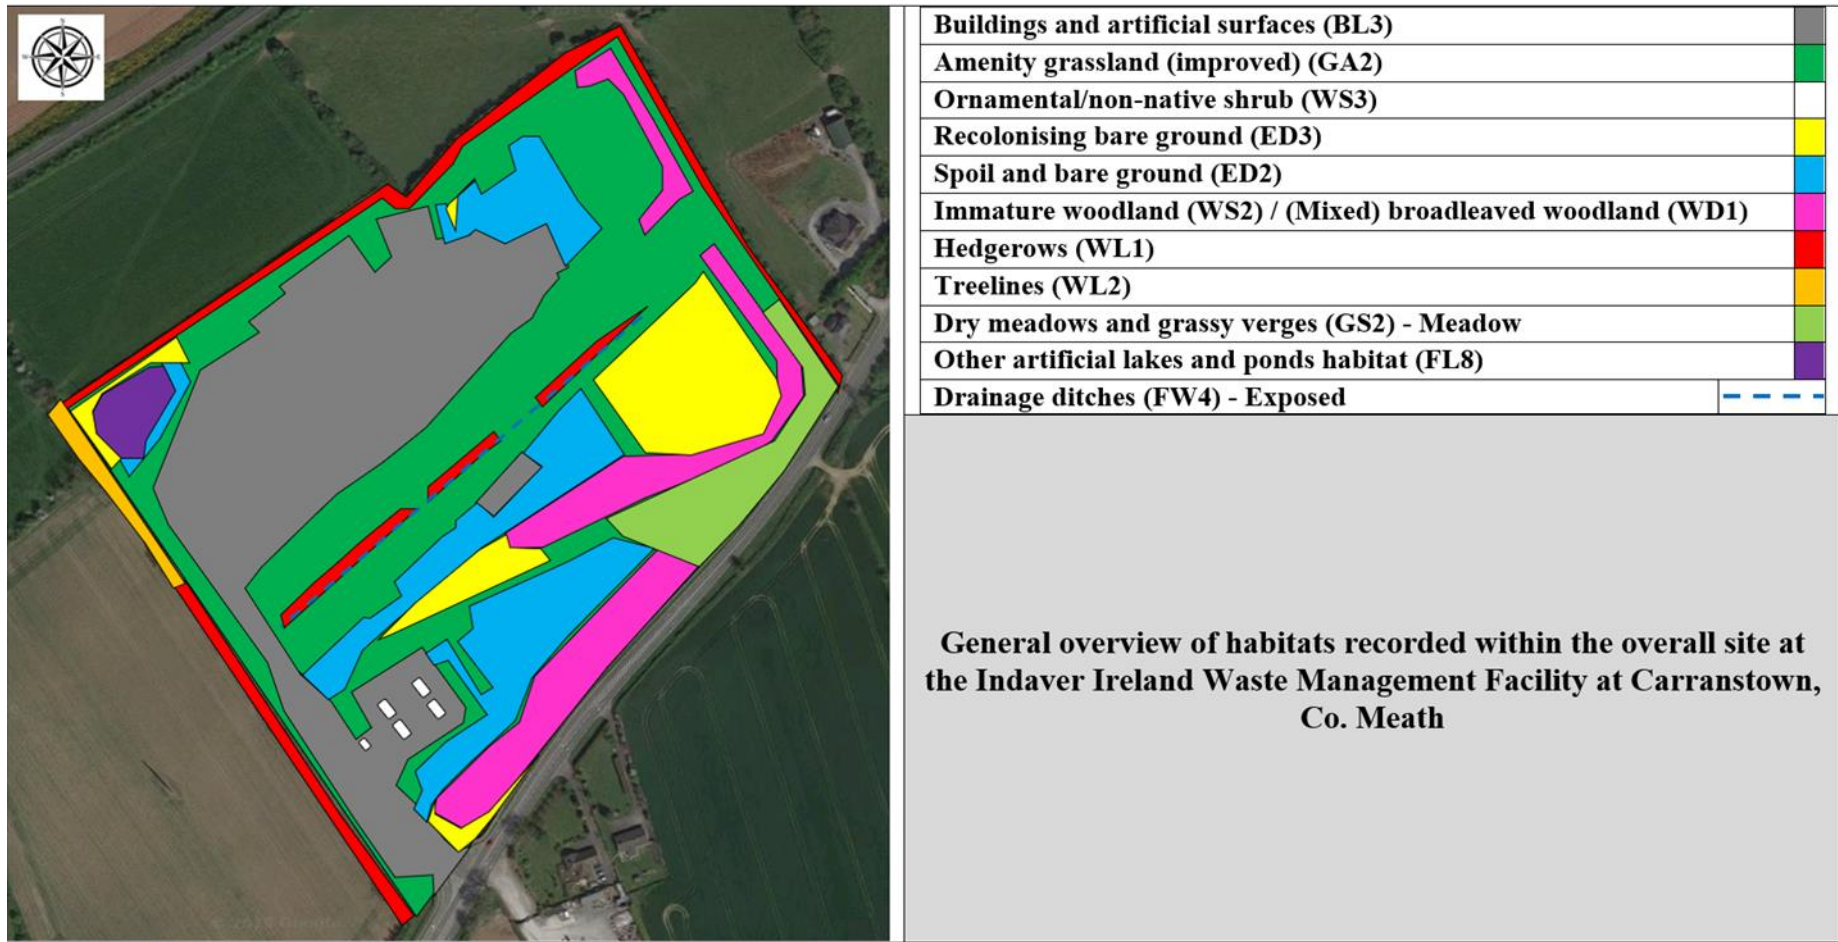 Buildings and artificial surfaces (BL3)
Amenity grassland (improved) (GA2)
Ornamental/non-native shrub (WS3)
Recolonising bare ground (ED3)
Spoil and bare ground (ED2)
Immature woodland (WS2) / (Mixed) broadleaved woodland (WD1)
Hedgerows (WL1)
Treelines (WL2)
Dry meadows and grassy verges (GS2) - Meadow
Other artificial lakes and ponds habitat (FL8)
Drainage ditches (FW4) - Exposed
General overview of habitats recorded within the overall site at
the Indaver Ireland Waste Management Facility at Carranstown,
Co. Meath